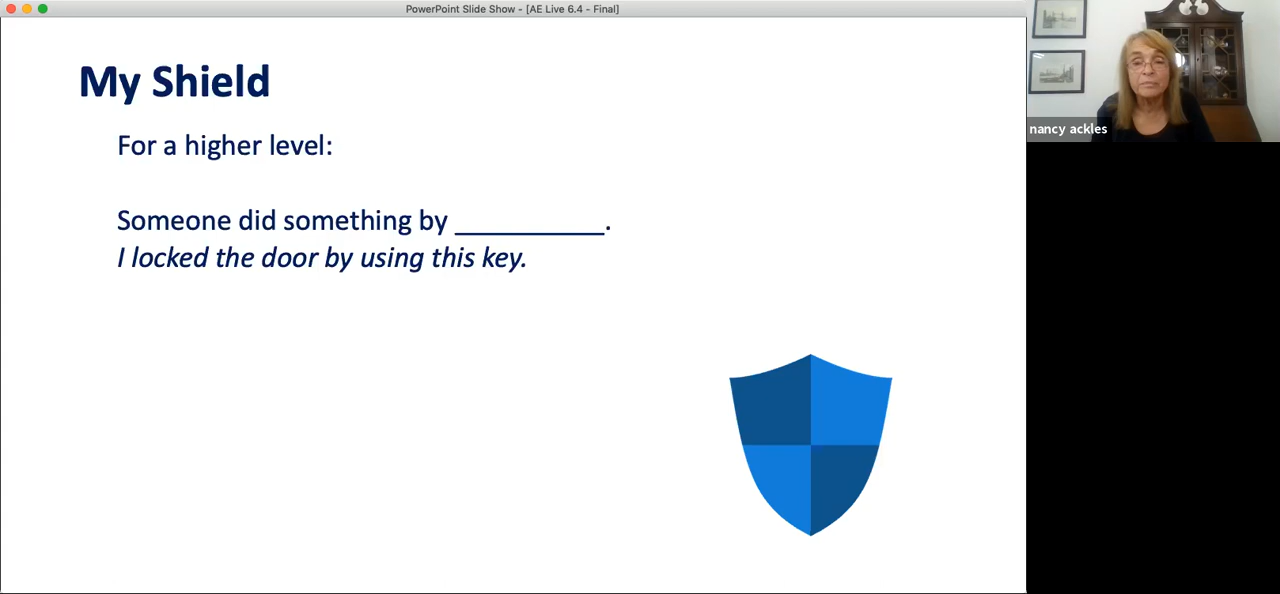 PowerPoint Slide Show - [AE Live 6.4 - Final]
My Shield
For a higher level:
Someone did something by ___________.
I locked the door by using this key.
nancy ackles